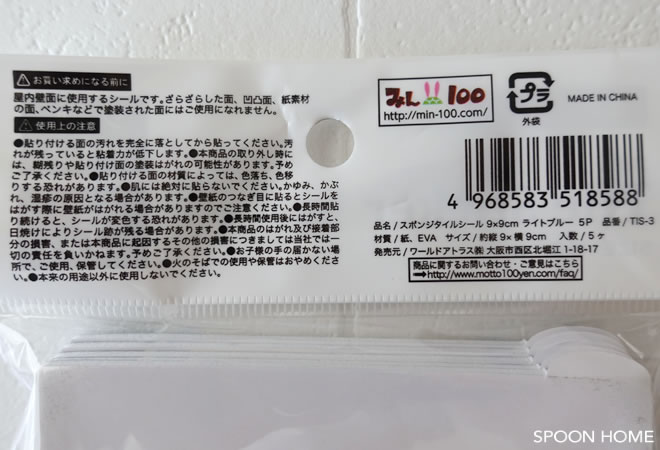 ⚠お買い求めになる前に
屋内壁面に使用するシールです。ざらざらした面、凹凸面、紙素材
の面、ペンキなどで塗装された面にはご使用になれません。
⚠使用上の注意
●貼り付ける面の汚れを完全に落としてから貼ってください。汚
れが残っていると粘着力が低下します。●本商品の取り外し時に
は、糊残りや貼り付け面の塗装はがれの可能性があります。予め
ご了承ください。●貼り付ける面の材質によっては、色落ち、色移
りする恐れがあります。●肌には絶対に貼らないでください。かゆみ、かぶ
れ、湿疹の原因となる場合があります。●壁紙のつなぎ目に貼るとシールを
はがす際に壁紙がはがれる場合がありますのでご注意ください。●長時間貼
り続けると、シールが変色する恐れがあります。●長時間使用後にはがすと、
日焼けによりシール跡が残る場合があります。●本商品のはがれ及び接着部
分の損害、または本商品に起因するその他の損害につきましては当社では一
切の責任を負いかねます。予めご了承ください。●お子様の手の届かない場
所で、ご使用、保管してください。●火のそばでの使用や保管はおやめくださ
い。●本来の用途以外に使用しないでください。
みん100
http://min-100.com/
プラ
外袋
MADE IN CHINA
4 968583 518588
品名/スポンジタイルシール 9×9cm ライトブルー 5P 品番/TIS-3
材質/紙、EVA サイズ/約縦 9×横 9cm 入数/5ヶ
発売元/ワールドアトラス㈱ 大阪市西区北堀江 1-18-17
商品に関するお問い合わせ・ご意見はこちら
→http://www.motto100yen.com/faq/
SPOON HOME